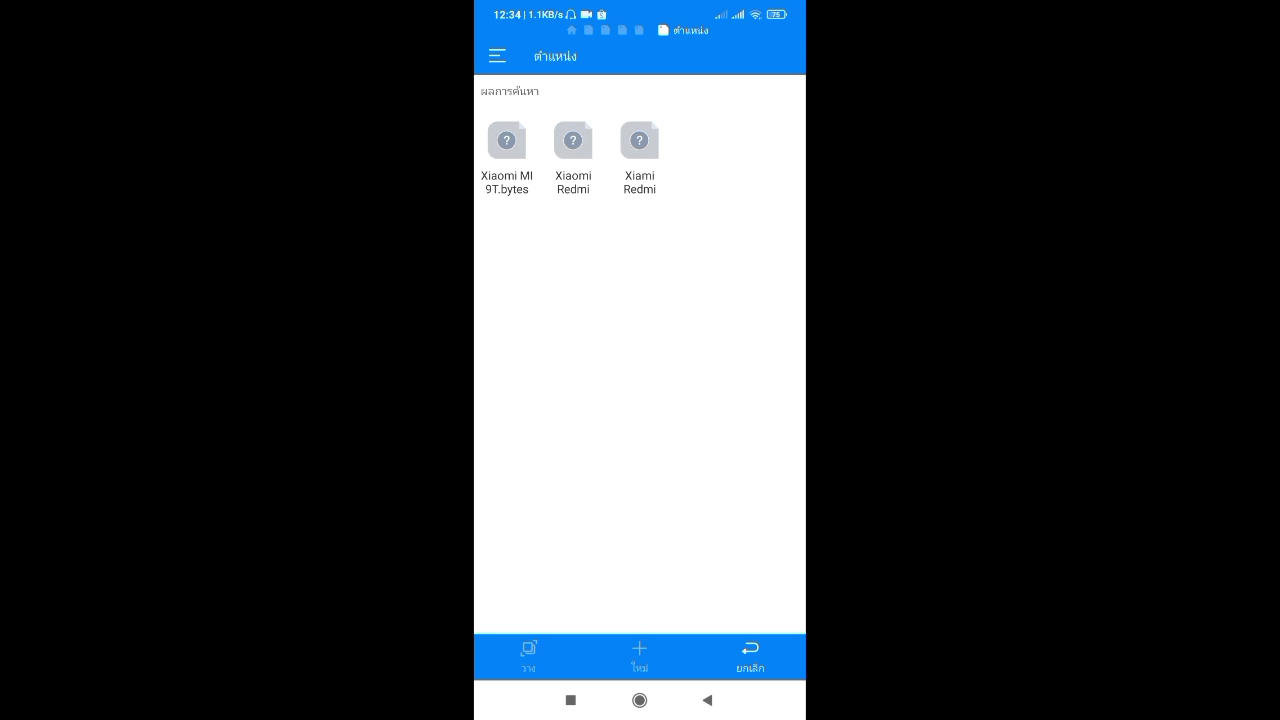 12:34 | 1.1KB/s
75
ตำแหน่ง
ตำแหน่ง
ผลการค้นหา
Xiaomi MI
9T.bytes
Xiaomi
Redmi
Xiami
Redmi
วาง
ใหม่
ยกเลิก